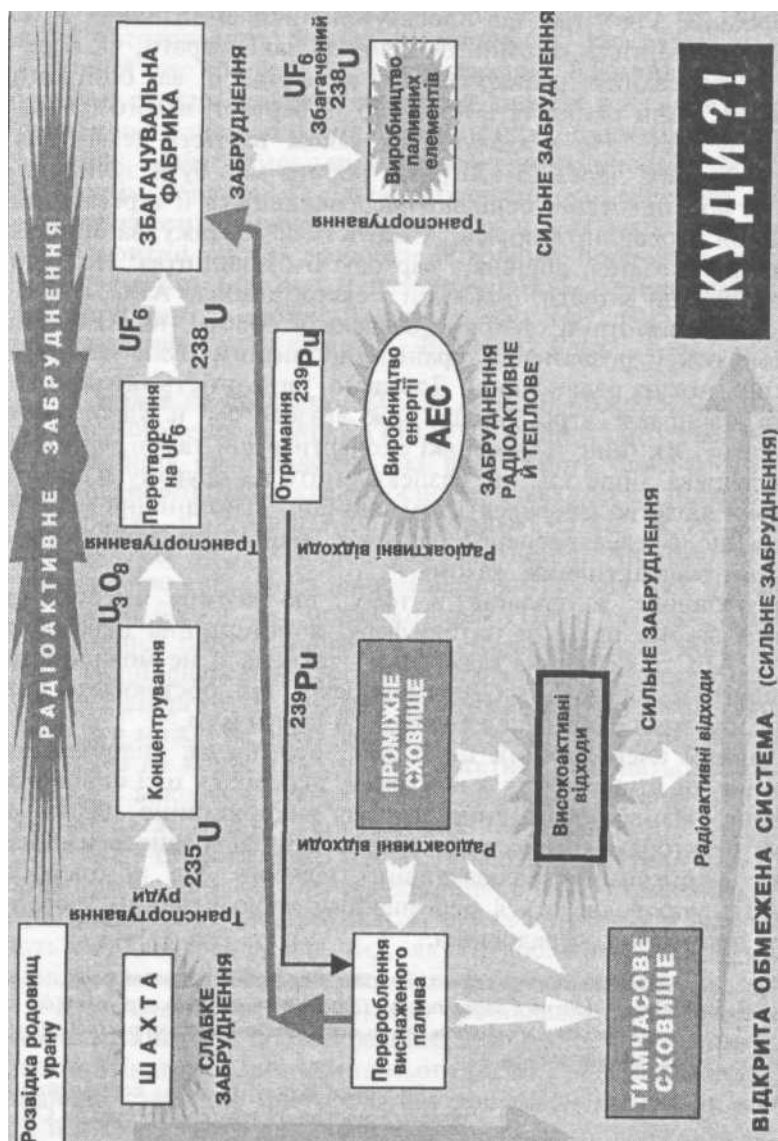 РАДІОАКТИВНЕ ЗАБРУДНЕННЯ
Розвідка родовищ
урану
ШАХТА
СЛАБКЕ
ЗАБРУДНЕННЯ
Транспортування
руди
235U
Концентрування
U3O8
Транспортування
Перетворення
на UF6
UF6
238U
ЗБАГАЧУВАЛЬНА
ФАБРИКА
ЗАБРУДНЕННЯ
UF6
Збагачений
238U
Виробництво
паливних
елементів
СИЛЬНЕ ЗАБРУДНЕННЯ
Транспортування
Виробництво
енергії
АЕС
ЗАБРУДНЕННЯ
РАДІОАКТИВНЕ
Й ТЕПЛОВЕ
Отримання 239Pu
239Pu
Радіоактивні відходи
ПРОМІЖНЕ
СХОВИЩЕ
Радіоактивні відходи
Перероблення
виснаженого
палива
Високоактивні
відходи
СИЛЬНЕ ЗАБРУДНЕННЯ
Радіоактивні відходи
ТИМЧАСОВЕ
СХОВИЩЕ
КУДИ?!
ВІДКРИТА ОБМЕЖЕНА СИСТЕМА (СИЛЬНЕ ЗАБРУДНЕННЯ)